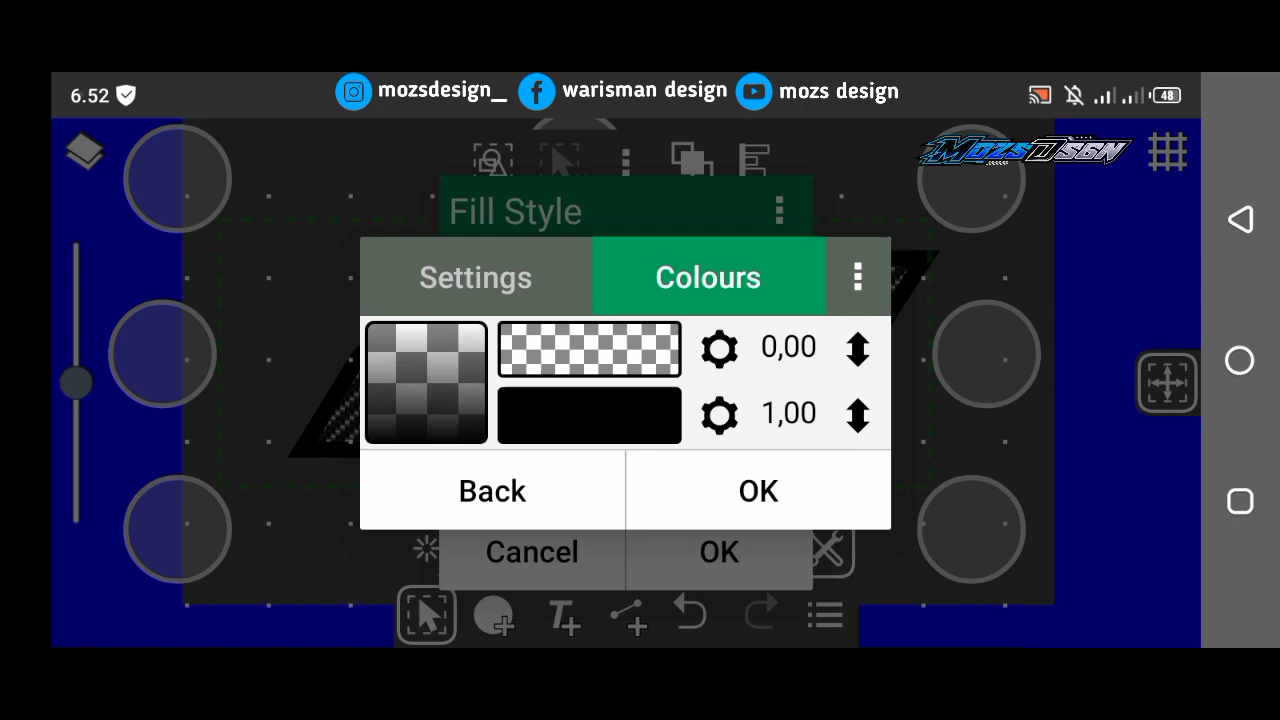 6.52
mozsdesign_
warisman design
mozs design
48
MOZSDSGN
Fill Style
Settings
Colours
0,00
1,00
Back
OK
Cancel
OK
T